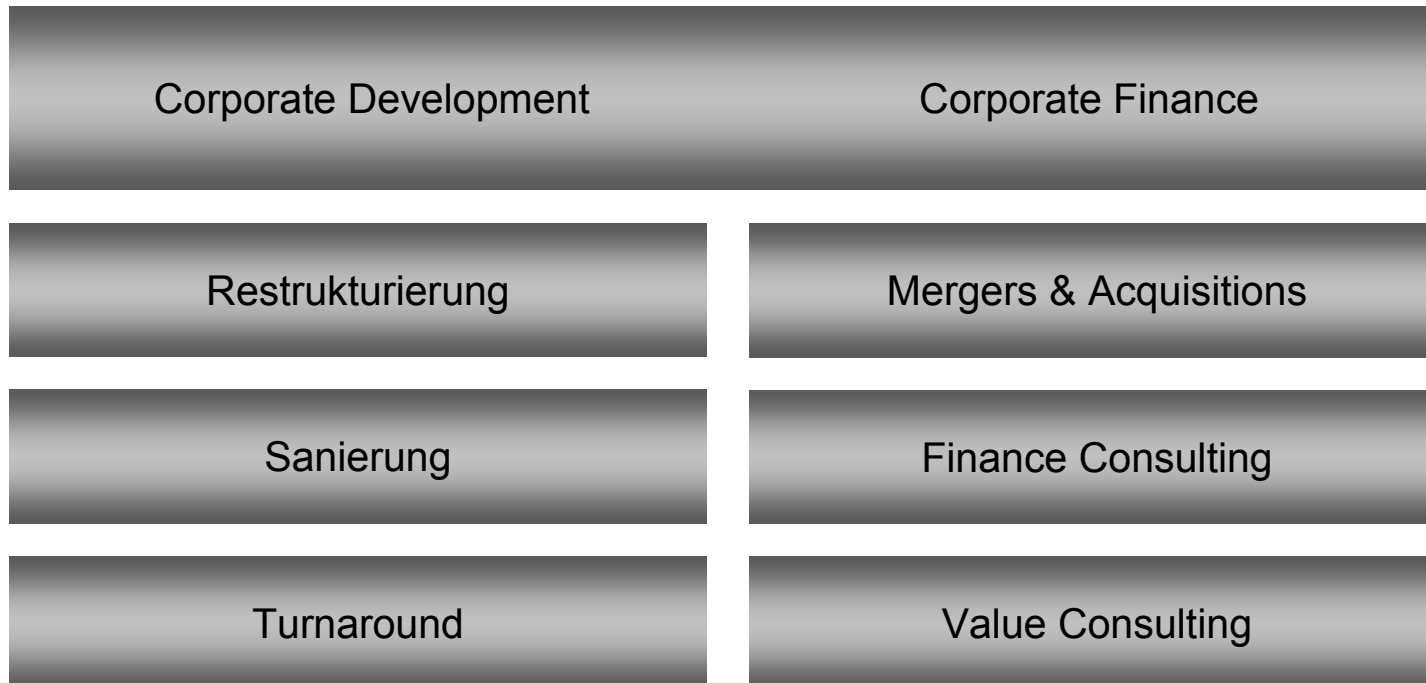 Corporate Development
Corporate Finance
Restrukturierung
Mergers & Acquisitions
Sanierung
Finance Consulting
Turnaround
Value Consulting